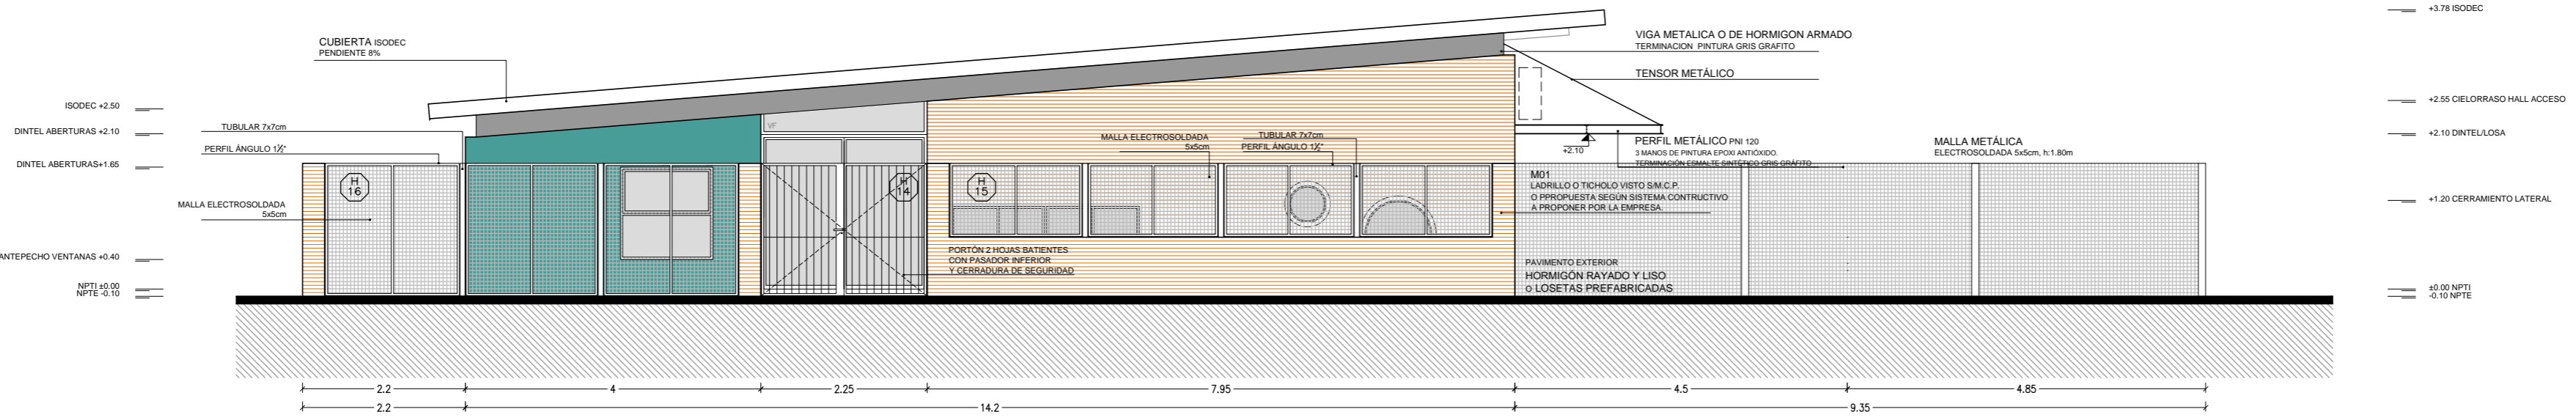 +3.78 ISODEC
CUBIERTA ISODEC
PENDIENTE 8%
VIGA METALICA O DE HORMIGON ARMADO
TERMINACION PINTURA GRIS GRAFITO
TENSOR METÁLICO
ISODEC +2.50
+2.55 CIELORRASO HALL ACCESO
DINTEL ABERTURAS +2.10
TUBULAR 7x7cm
VF
MALLA ELECTROSOLDADA
5x5cm
TUBULAR 7x7cm
PERFIL ÁNGULO 1½"
+2.10
PERFIL METÁLICO PNI 120
3 MANOS DE PINTURA EPOXI ANTIÓXIDO.
TERMINACIÓN ESMALTE SINTÉTICO GRIS GRÁFITO
MALLA METÁLICA
ELECTROSOLDADA 5x5cm, h:1.80m
+2.10 DINTEL/LOSA
PERFIL ÁNGULO 1½"
DINTEL ABERTURAS+1.65
H
16
H
14
H
15
M01
LADRILLO O TICHOLO VISTO S/M.C.P.
O PPROPUESTA SEGÚN SISTEMA CONTRUCTIVO
A PROPONER POR LA EMPRESA.
MALLA ELECTROSOLDADA
5x5cm
+1.20 CERRAMIENTO LATERAL
ANTEPECHO VENTANAS +0.40
PORTÓN 2 HOJAS BATIENTES
CON PASADOR INFERIOR
Y CERRADURA DE SEGURIDAD
PAVIMENTO EXTERIOR
HORMIGÓN RAYADO Y LISO
O LOSETAS PREFABRICADAS
NPTI ±0.00
NPTE -0.10
±0.00 NPTI
-0.10 NPTE
2.2 4 2.25 7.95 4.5 4.85
2.2 14.2 9.35